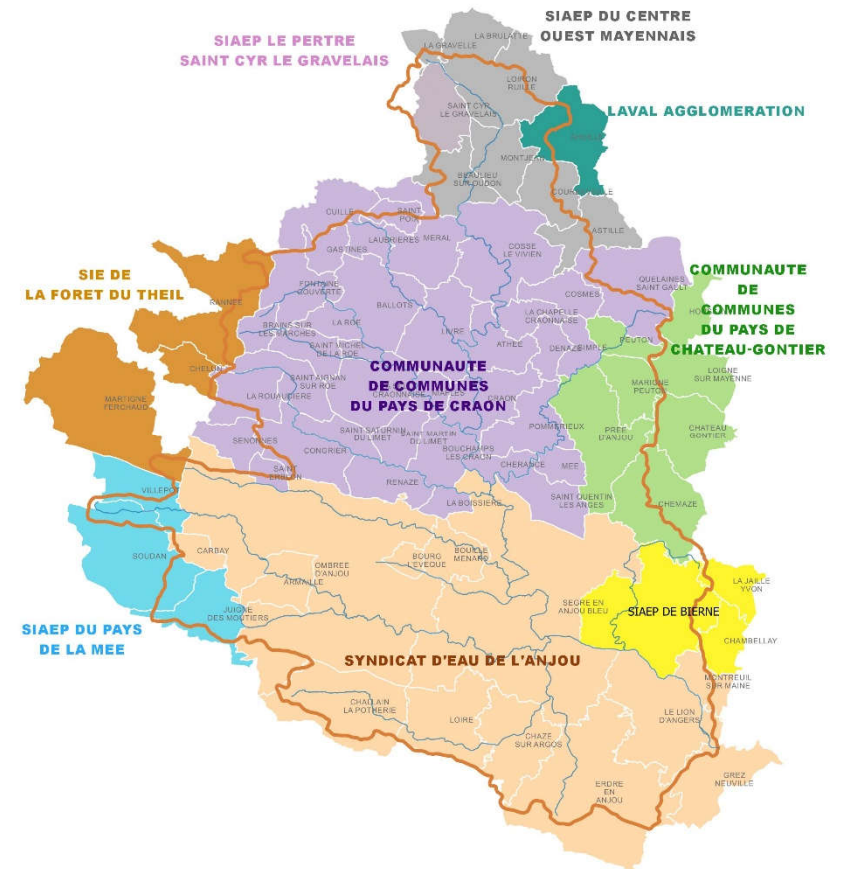 SIAEP DU CENTRE
OUEST MAYENNAIS
SIAEP LE PERTRE
SAINT CYR LE GRAVELAIS
LA BRULATTE
LA GRAVELLE
LOIRON
RUILLE
SAINT CYR
LE GRAVELAIS
LAVAL AGGLOMERATION
MONTJEAN
BEAULIEU
SUR OUDON
ASTILLE
CUILLE
SAINT
POIX
GASTINES
LAUBRIERES
MERAL
COSSE
LE VIVIEN
QUELAINES
SAINT GAULT
COSMES
COMMUNAUTE
DE
COMMUNES
DU PAYS DE
CHATEAU-GONTIER
SIE DE
LA FORET DU THEIL
RANNEE
FONTAINE
COUVERTE
BALLOTS
LA CHAPELLE
CRAONNAISE
BRAINS SUR
LES MARCHES
LA ROE
LIVRE
ATHEE
DENAZE
SIMPLE
PEUTON
SAINT MICHEL
DE LA ROE
CHELUN
COMMUNAUTE
DE COMMUNES
DU PAYS DE CRAON
LOIGNE
SUR MAYENNE
MARIGNE
PEUTON
SAINT AIGNAN
SUR ROE
LA ROUAUDIERE
CRAONNAISE
NIAFLES
CRAON
MARTIGNE
FERCHAUD
SENONNES
CONGRIER
SAINT SATURNIN
DU LIMET
SAINT MARTIN
DU LIMET
BOUCHAMPS
LES CRAON
POMMERIEUX
PREE
D'ANJOU
CHATEAU
GONTIER
SAINT
ERBLON
RENAZE
CHERANCE
MEE
VILLEPOT
LA BOISSIERE
SAINT QUENTIN
LES ANGES
CHEMAZE
SOUDAN
CARBAY
OMBREE
D'ANJOU
ARMAILLE
BOURG
L'EVEQUE
BOUILLE
MENARD
LA JAILLE
YVON
SEGRE EN
ANJOU BLEU
SIAEP DE BIERNE
JUIGNE
DES MOUTIERS
SIAEP DU PAYS
DE LA MEE
CHAMBELLAY
SYNDICAT D'EAU DE L'ANJOU
MONTREUIL
SUR MAINE
CHALLAIN
LA POTHERIE
LOIRE
LE LION
D'ANGERS
CHAZE
SUR ARGOS
GREZ
NEUVILLE
ERDRE
EN
ANJOU